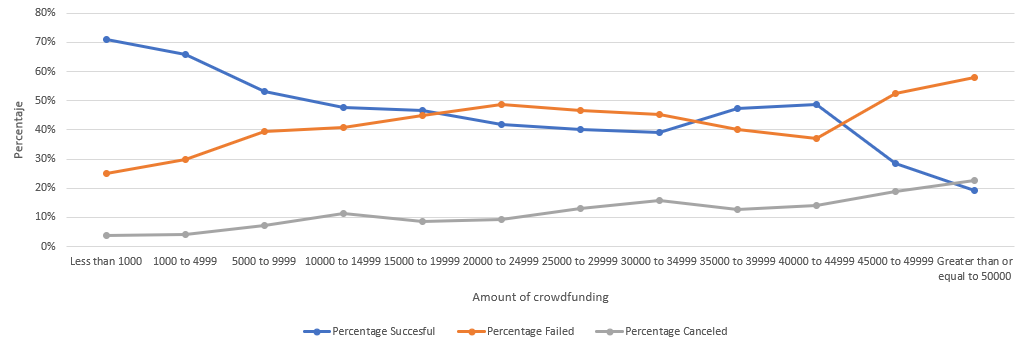 80%
70%
60%
50%
40%
30%
20%
10%
0%
Percentaje
Less than 1000
1000 to 4999
5000 to 9999
10000 to 14999
15000 to 19999
20000 to 24999
25000 to 29999
30000 to 34999
35000 to 39999
40000 to 44999
45000 to 49999
Greater than or
equal to 50000
Amount of crowdfunding
Percentage Succesful
Percentage Failed
Percentage Canceled